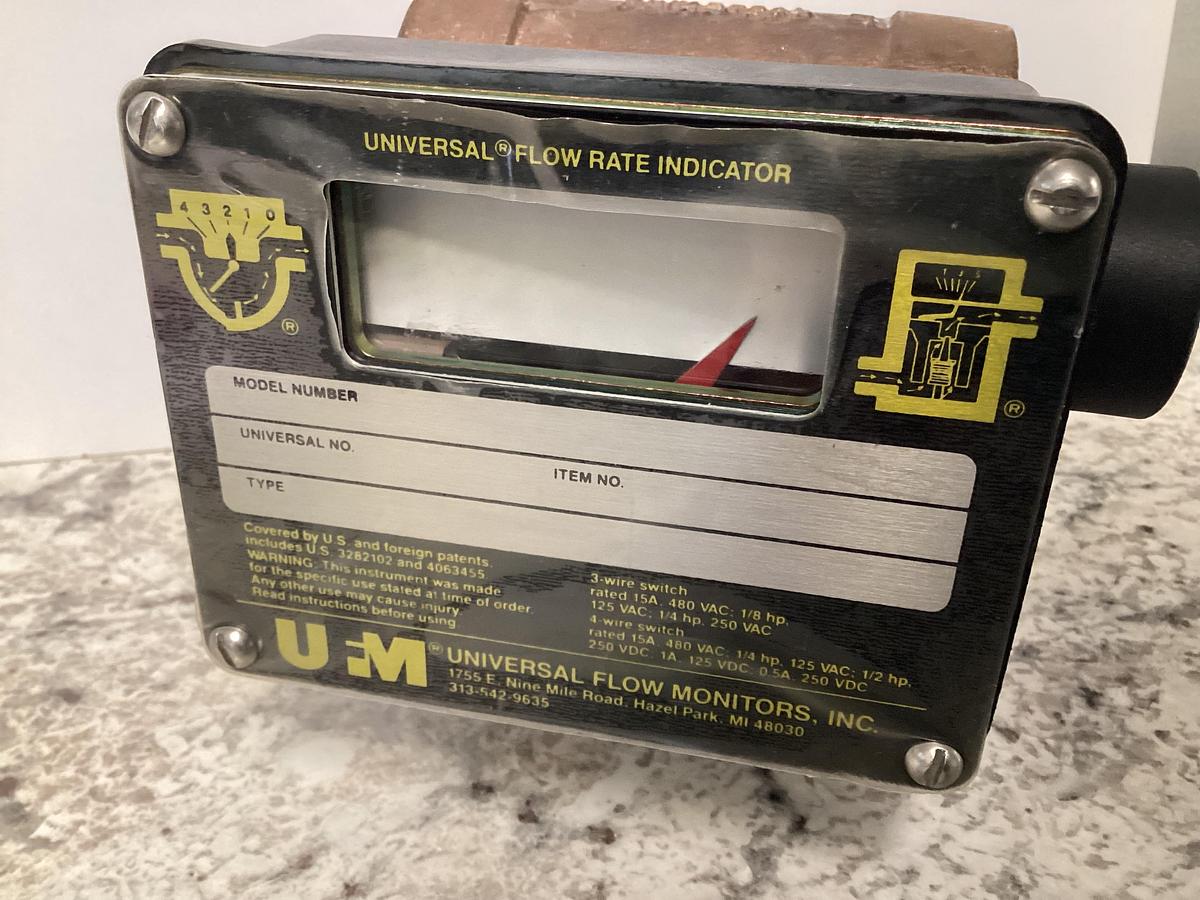 UNIVERSAL® FLOW RATE INDICATOR
4 3 2 1 0
®
®
MODEL NUMBER
UNIVERSAL NO.
ITEM NO.
TYPE
Covered by U.S. and foreign patents.
includes U.S. 3282102 and 4063455
WARNING: This instrument was made
for the specific use stated at time of order.
Any other use may cause injury.
Read instructions before using
3-wire switch
rated 15A, 480 VAC; 1/8 hp,
125 VAC; 1/4 hp, 250 VAC
4-wire switch
rated 15A, 480 VAC; 1/4 hp, 125 VAC; 1/2 hp,
250 VDC; 1A, 125 VDC; 0.5A, 250 VDC
UFM® UNIVERSAL FLOW MONITORS, INC.
1755 E. Nine Mile Road, Hazel Park, MI 48030
313-542-9635